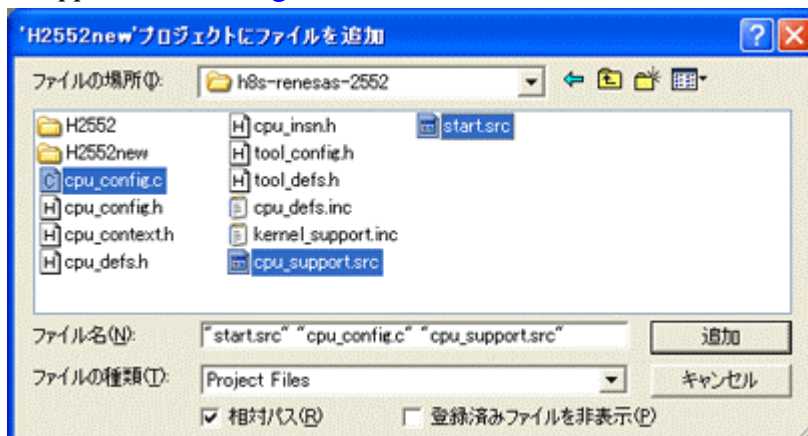 'H2552new'プロジェクトにファイルを追加
ファイルの場所(I):
h8s-renesas-2552
H2552
H2552new
cpu_config.c
cpu_config.h
cpu_context.h
cpu_defs.h
cpu_insn.h
tool_config.h
tool_defs.h
cpu_defs.inc
kernel_support.inc
cpu_support.src
start.src
ファイル名(N):
"start.src" "cpu_config.c" "cpu_support.src"
追加
ファイルの種類(T):
Project Files
キャンセル
相対パス(R)
登録済みファイルを非表示(P)